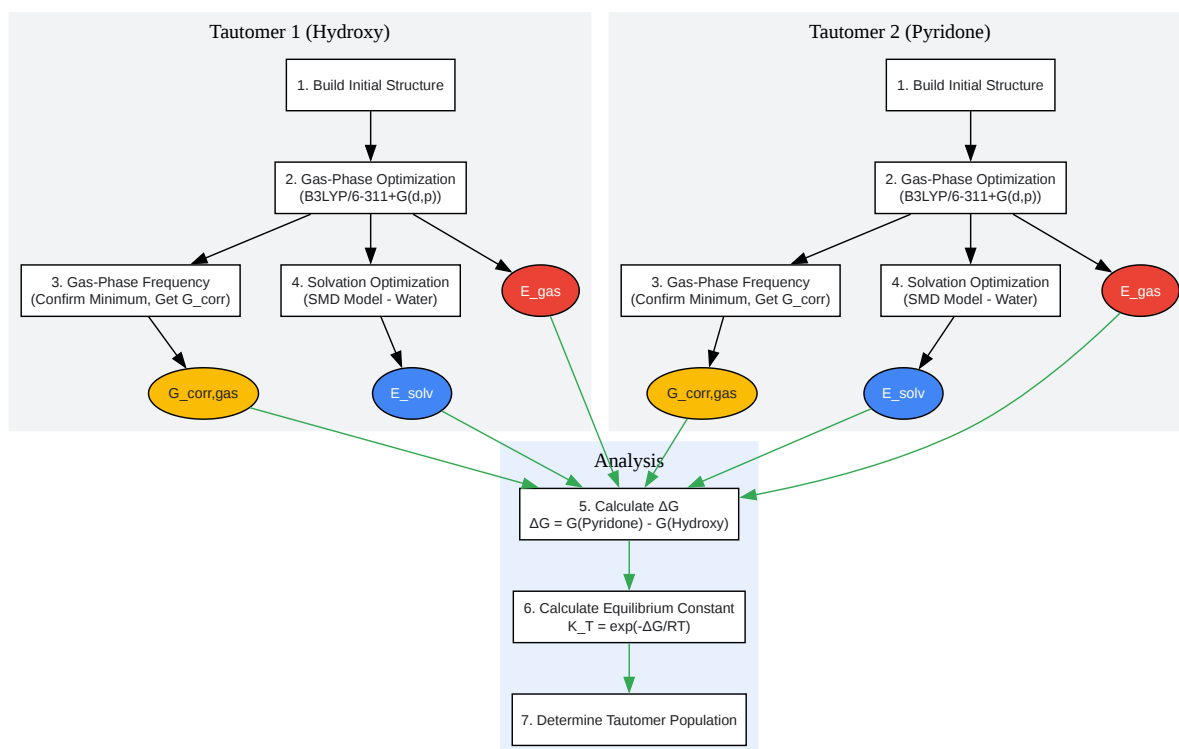 Tautomer 1 (Hydroxy)
1. Build Initial Structure
2. Gas-Phase Optimization
(B3LYP/6-311+G(d,p))
3. Gas-Phase Frequency
(Confirm Minimum, Get G_corr)
4. Solvation Optimization
(SMD Model - Water)
E_gas
G_corr,gas
E_solv
Tautomer 2 (Pyridone)
1. Build Initial Structure
2. Gas-Phase Optimization
(B3LYP/6-311+G(d,p))
3. Gas-Phase Frequency
(Confirm Minimum, Get G_corr)
4. Solvation Optimization
(SMD Model - Water)
E_gas
G_corr,gas
E_solv
Analysis
5. Calculate ΔG
ΔG = G(Pyridone) - G(Hydroxy)
6. Calculate Equilibrium Constant
K_T = exp(-ΔG/RT)
7. Determine Tautomer Population